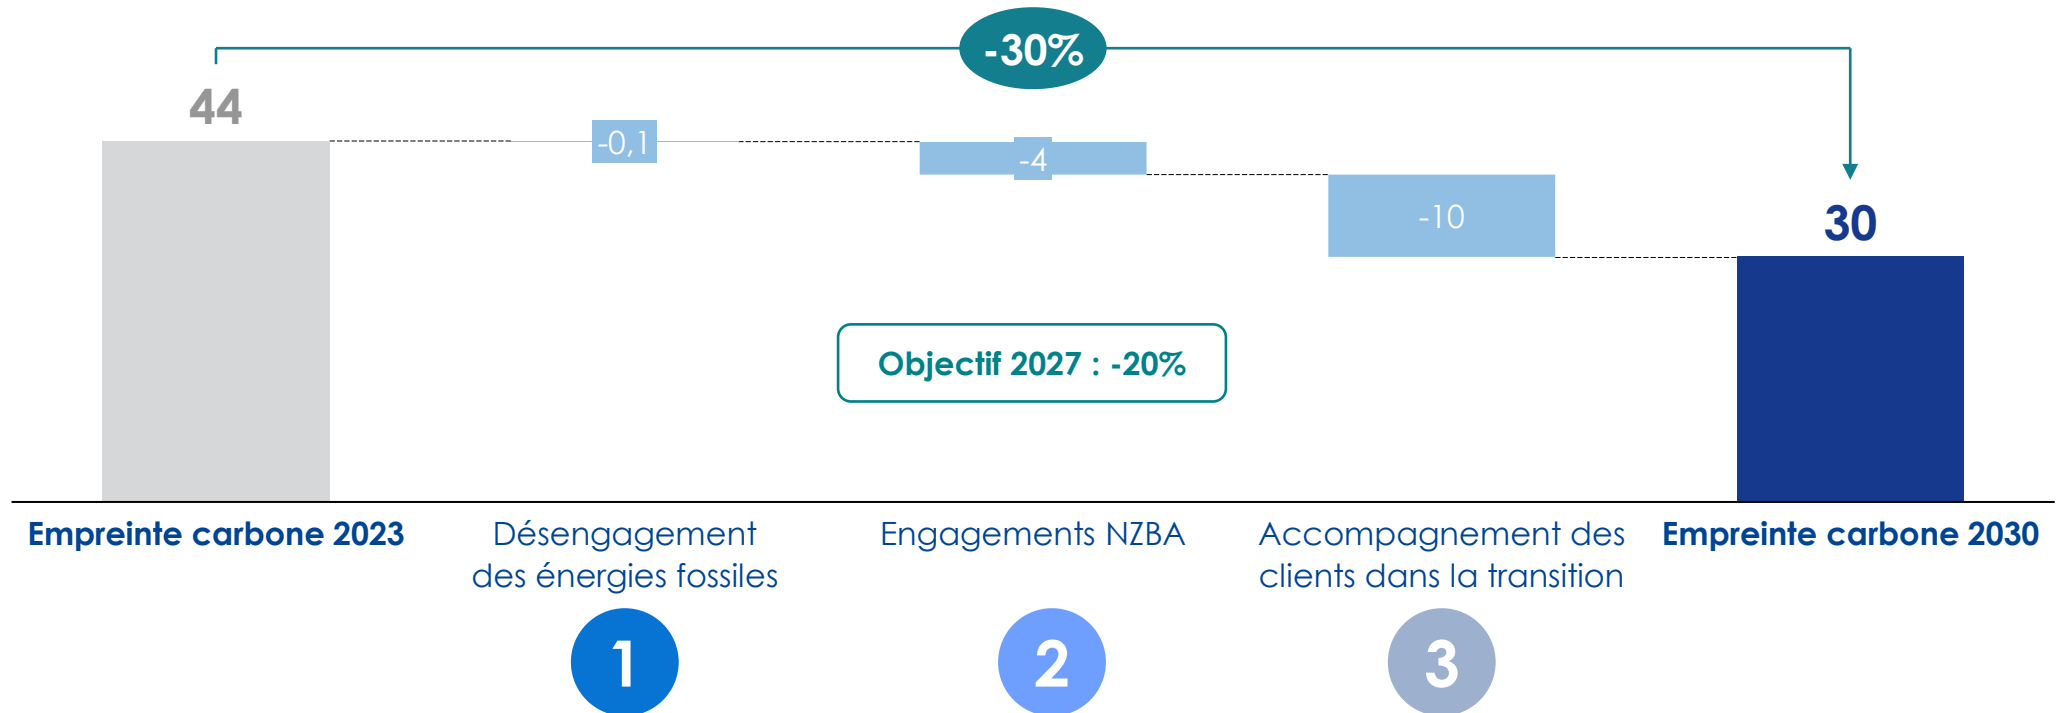 -30%
44
-0,1
-4
-10
30
Objectif 2027 : -20%
Empreinte carbone 2023
Désengagement
des énergies fossiles
Engagements NZBA
Accompagnement des
clients dans la transition
Empreinte carbone 2030
1
2
3